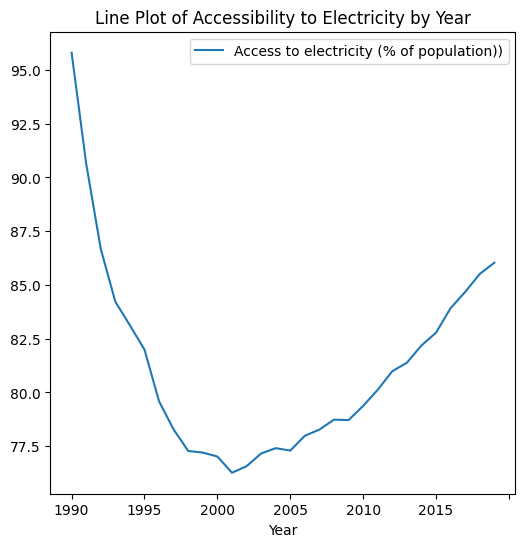 Line Plot of Accessibility to Electricity by Year
Access to electricity (% of population))
95.0
92.5
90.0
87.5
85.0
82.5
80.0
77.5
1990 1995 2000 2005 2010 2015
Year